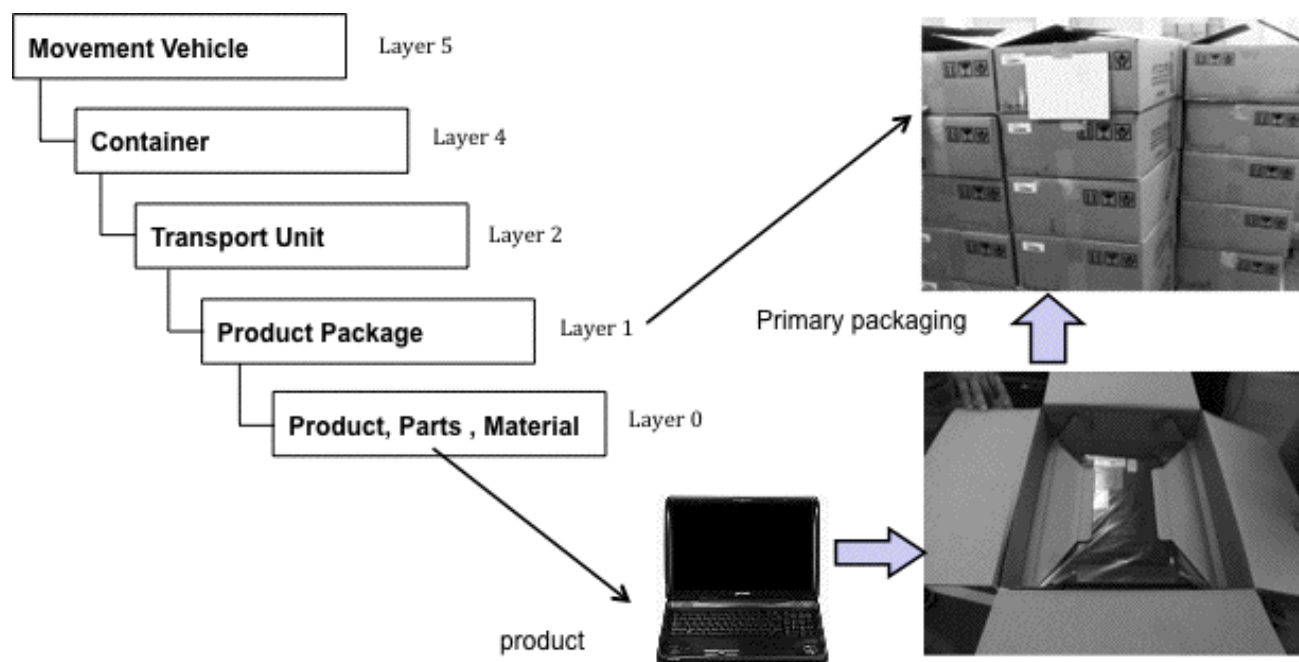 Movement Vehicle
Layer 5
Container
Layer 4
Transport Unit
Layer 2
Product Package
Layer 1
Primary packaging
Product, Parts , Material
Layer 0
product